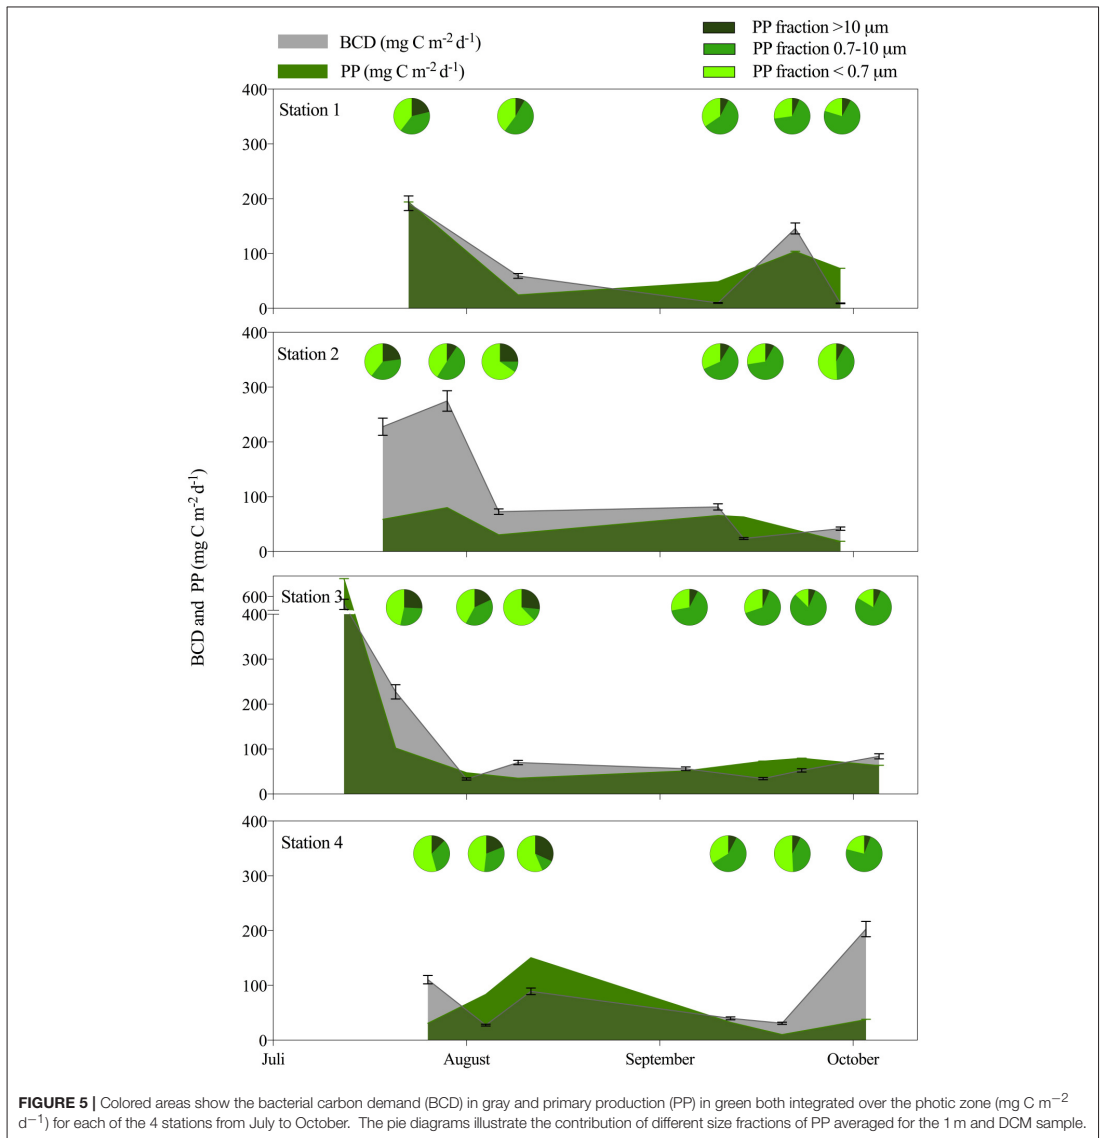 BCD (mg C m-2 d-1)
PP (mg C m-2 d-1)
PP fraction >10 µm
PP fraction 0.7-10 µm
PP fraction < 0.7 µm
BCD and PP (mg C m-2 d-1)
400
Station 1
300
200
100
0
400
Station 2
300
200
100
0
600
Station 3
400
300
200
100
0
400
Station 4
300
200
100
0
Juli
August
September
October
FIGURE 5 | Colored areas show the bacterial carbon demand (BCD) in gray and primary production (PP) in green both integrated over the photic zone (mg C m−2
d−1) for each of the 4 stations from July to October. The pie diagrams illustrate the contribution of different size fractions of PP averaged for the 1 m and DCM sample.